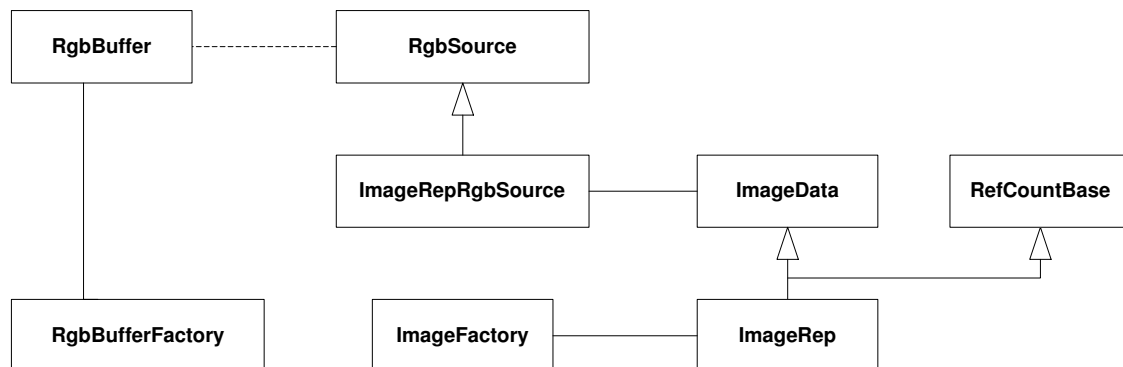 RgbBuffer
RgbSource
ImageRepRgbSource
ImageData
RefCountBase
RgbBufferFactory
ImageFactory
ImageRep